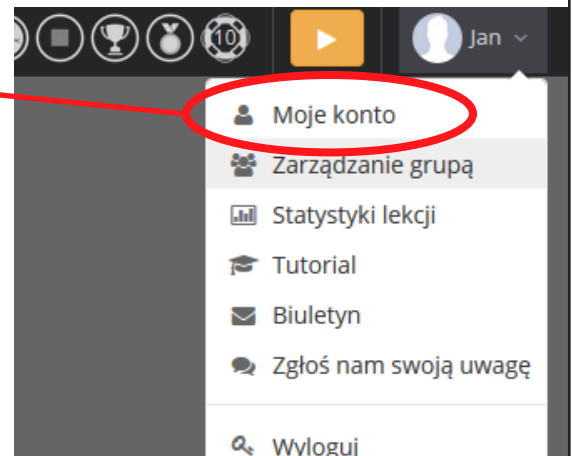 10
Jan
Moje konto
Zarządzanie grupą
Statystyki lekcji
Tutorial
Biuletyn
Zgłoś nam swoją uwagę
Wyloguj